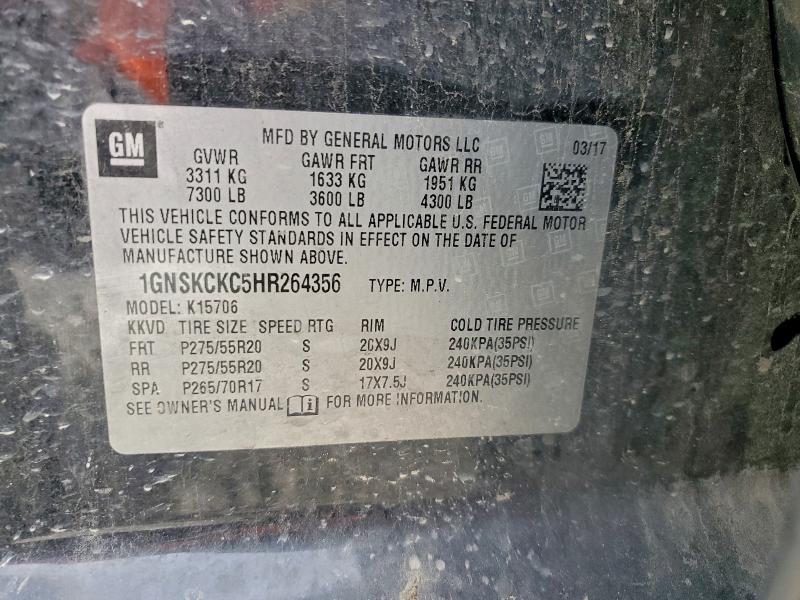 GM
MFD BY GENERAL MOTORS LLC 03/17
GVWR GAWR FRT GAWR RR
3311 KG 1633 KG 1951 KG
7300 LB 3600 LB 4300 LB
THIS VEHICLE CONFORMS TO ALL APPLICABLE U.S. FEDERAL MOTOR
VEHICLE SAFETY STANDARDS IN EFFECT ON THE DATE OF
MANUFACTURE SHOWN ABOVE.
1GNSKCKC5HR264356 TYPE: M.P.V.
MODEL: K15706
KKVD TIRE SIZE SPEED RTG RIM COLD TIRE PRESSURE
FRT P275/55R20 S 20X9J 240KPA(35PSI)
RR P275/55R20 S 20X9J 240KPA(35PSI)
SPA P265/70R17 S 17X7.5J 240KPA(35PSI)
SEE OWNER'S MANUAL i FOR MORE INFORMATION.